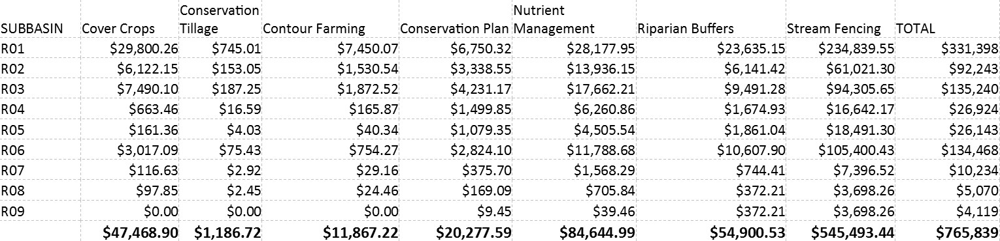 Conservation Nutrient
SUBBASIN Cover Crops Tillage Contour Farming Conservation Plan Management Riparian Buffers Stream Fencing TOTAL
R01 $29,800.26 $745.01 $7,450.07 $6,750.32 $28,177.95 $23,635.15 $234,839.55 $331,398
R02 $6,122.15 $153.05 $1,530.54 $3,338.55 $13,936.15 $6,141.42 $61,021.30 $92,243
R03 $7,490.10 $187.25 $1,872.52 $4,231.17 $17,662.21 $9,491.28 $94,305.65 $135,240
R04 $663.46 $16.59 $165.87 $1,499.85 $6,260.86 $1,674.93 $16,642.17 $26,924
R05 $161.36 $4.03 $40.34 $1,079.35 $4,505.54 $1,861.04 $18,491.30 $26,143
R06 $3,017.09 $75.43 $754.27 $2,824.10 $11,788.68 $10,607.90 $105,400.43 $134,468
R07 $116.63 $2.92 $29.16 $375.70 $1,568.29 $744.41 $7,396.52 $10,234
R08 $97.85 $2.45 $24.46 $169.09 $705.84 $372.21 $3,698.26 $5,070
R09 $0.00 $0.00 $0.00 $9.45 $39.46 $372.21 $3,698.26 $4,119
$47,468.90 $1,186.72 $11,867.22 $20,277.59 $84,644.99 $54,900.53 $545,493.44 $765,839